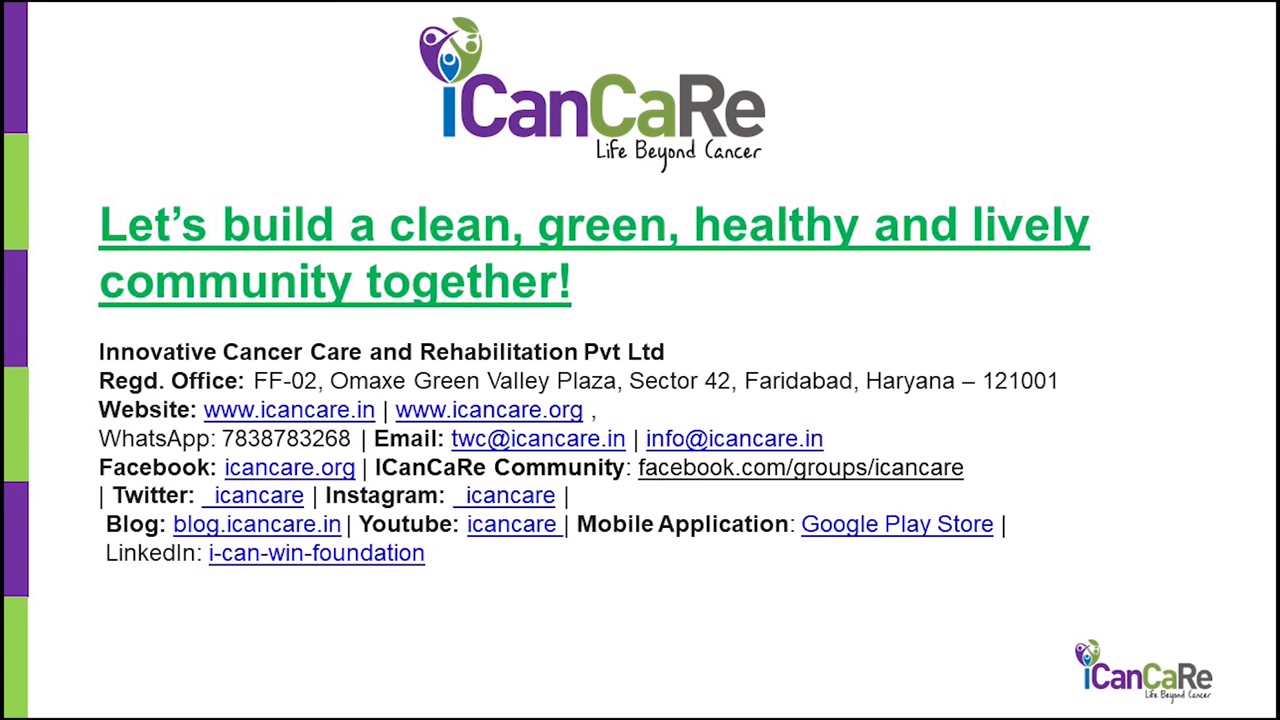 iCanCaRe
Life Beyond Cancer
Let’s build a clean, green, healthy and lively
community together!
Innovative Cancer Care and Rehabilitation Pvt Ltd
Regd. Office: FF-02, Omaxe Green Valley Plaza, Sector 42, Faridabad, Haryana – 121001
Website: www.icancare.in | www.icancare.org ,
WhatsApp: 7838783268 | Email: twc@icancare.in | info@icancare.in
Facebook: icancare.org | ICanCaRe Community: facebook.com/groups/icancare
| Twitter: _icancare | Instagram: _icancare |
Blog: blog.icancare.in | Youtube: icancare | Mobile Application: Google Play Store |
LinkedIn: i-can-win-foundation
iCanCaRe
Life Beyond Cancer